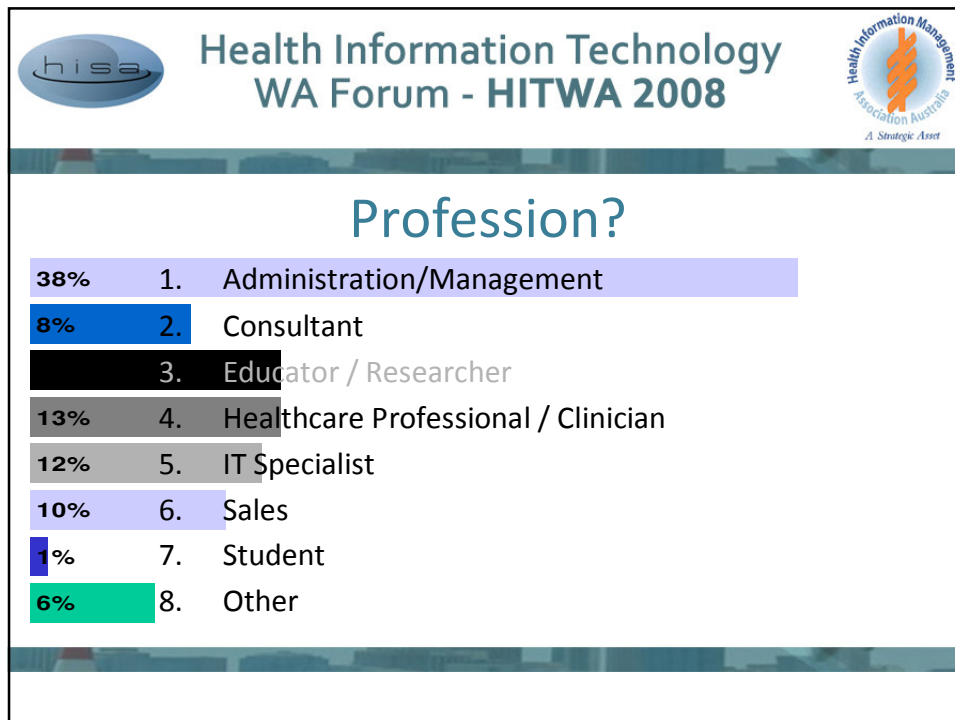 hisa
Health Information Technology
WA Forum - HITWA 2008
Health Information Management
Association Australia
A Strategic Asset
Profession?
38% 1. Administration/Management
8% 2. Consultant
3. Educator / Researcher
13% 4. Healthcare Professional / Clinician
12% 5. IT Specialist
10% 6. Sales
1% 7. Student
6% 8. Other